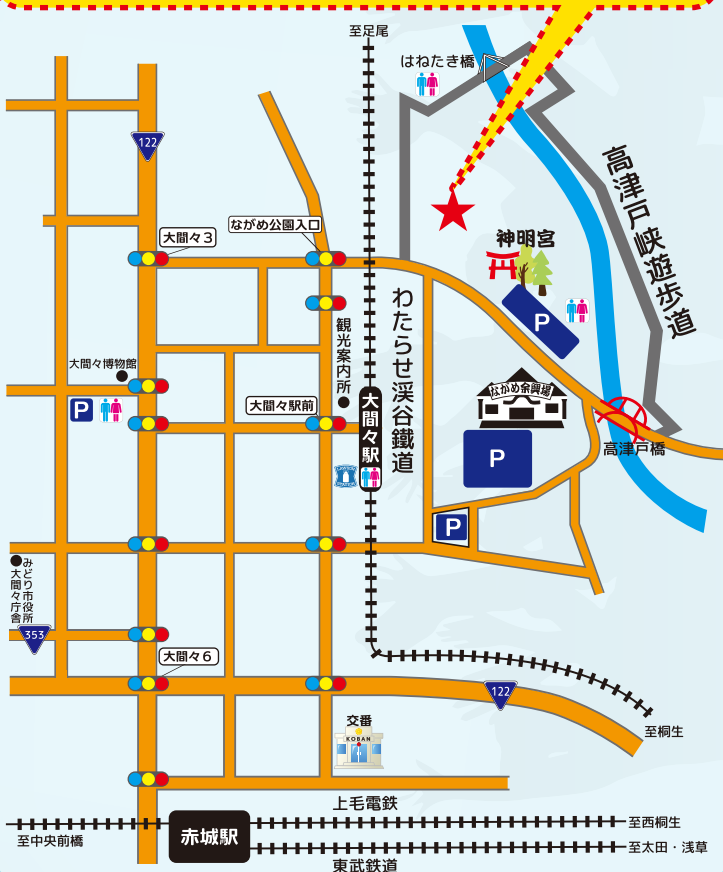 至足尾
はねたき橋
122
高津戸峡遊歩道
大間々3
ながめ公園入口
神明宮
P
わたらせ渓谷鐵道
観光案内所
大間々博物館
P
大間々駅前
大間々駅
ながめ余興場
高津戸橋
P
LAWSON
STATION
P
みどり市役所
大間々庁舎
353
大間々6
122
至桐生
交番
KOBAN
上毛電鉄
赤城駅
至中央前橋
至西桐生
至太田・浅草
東武鉄道